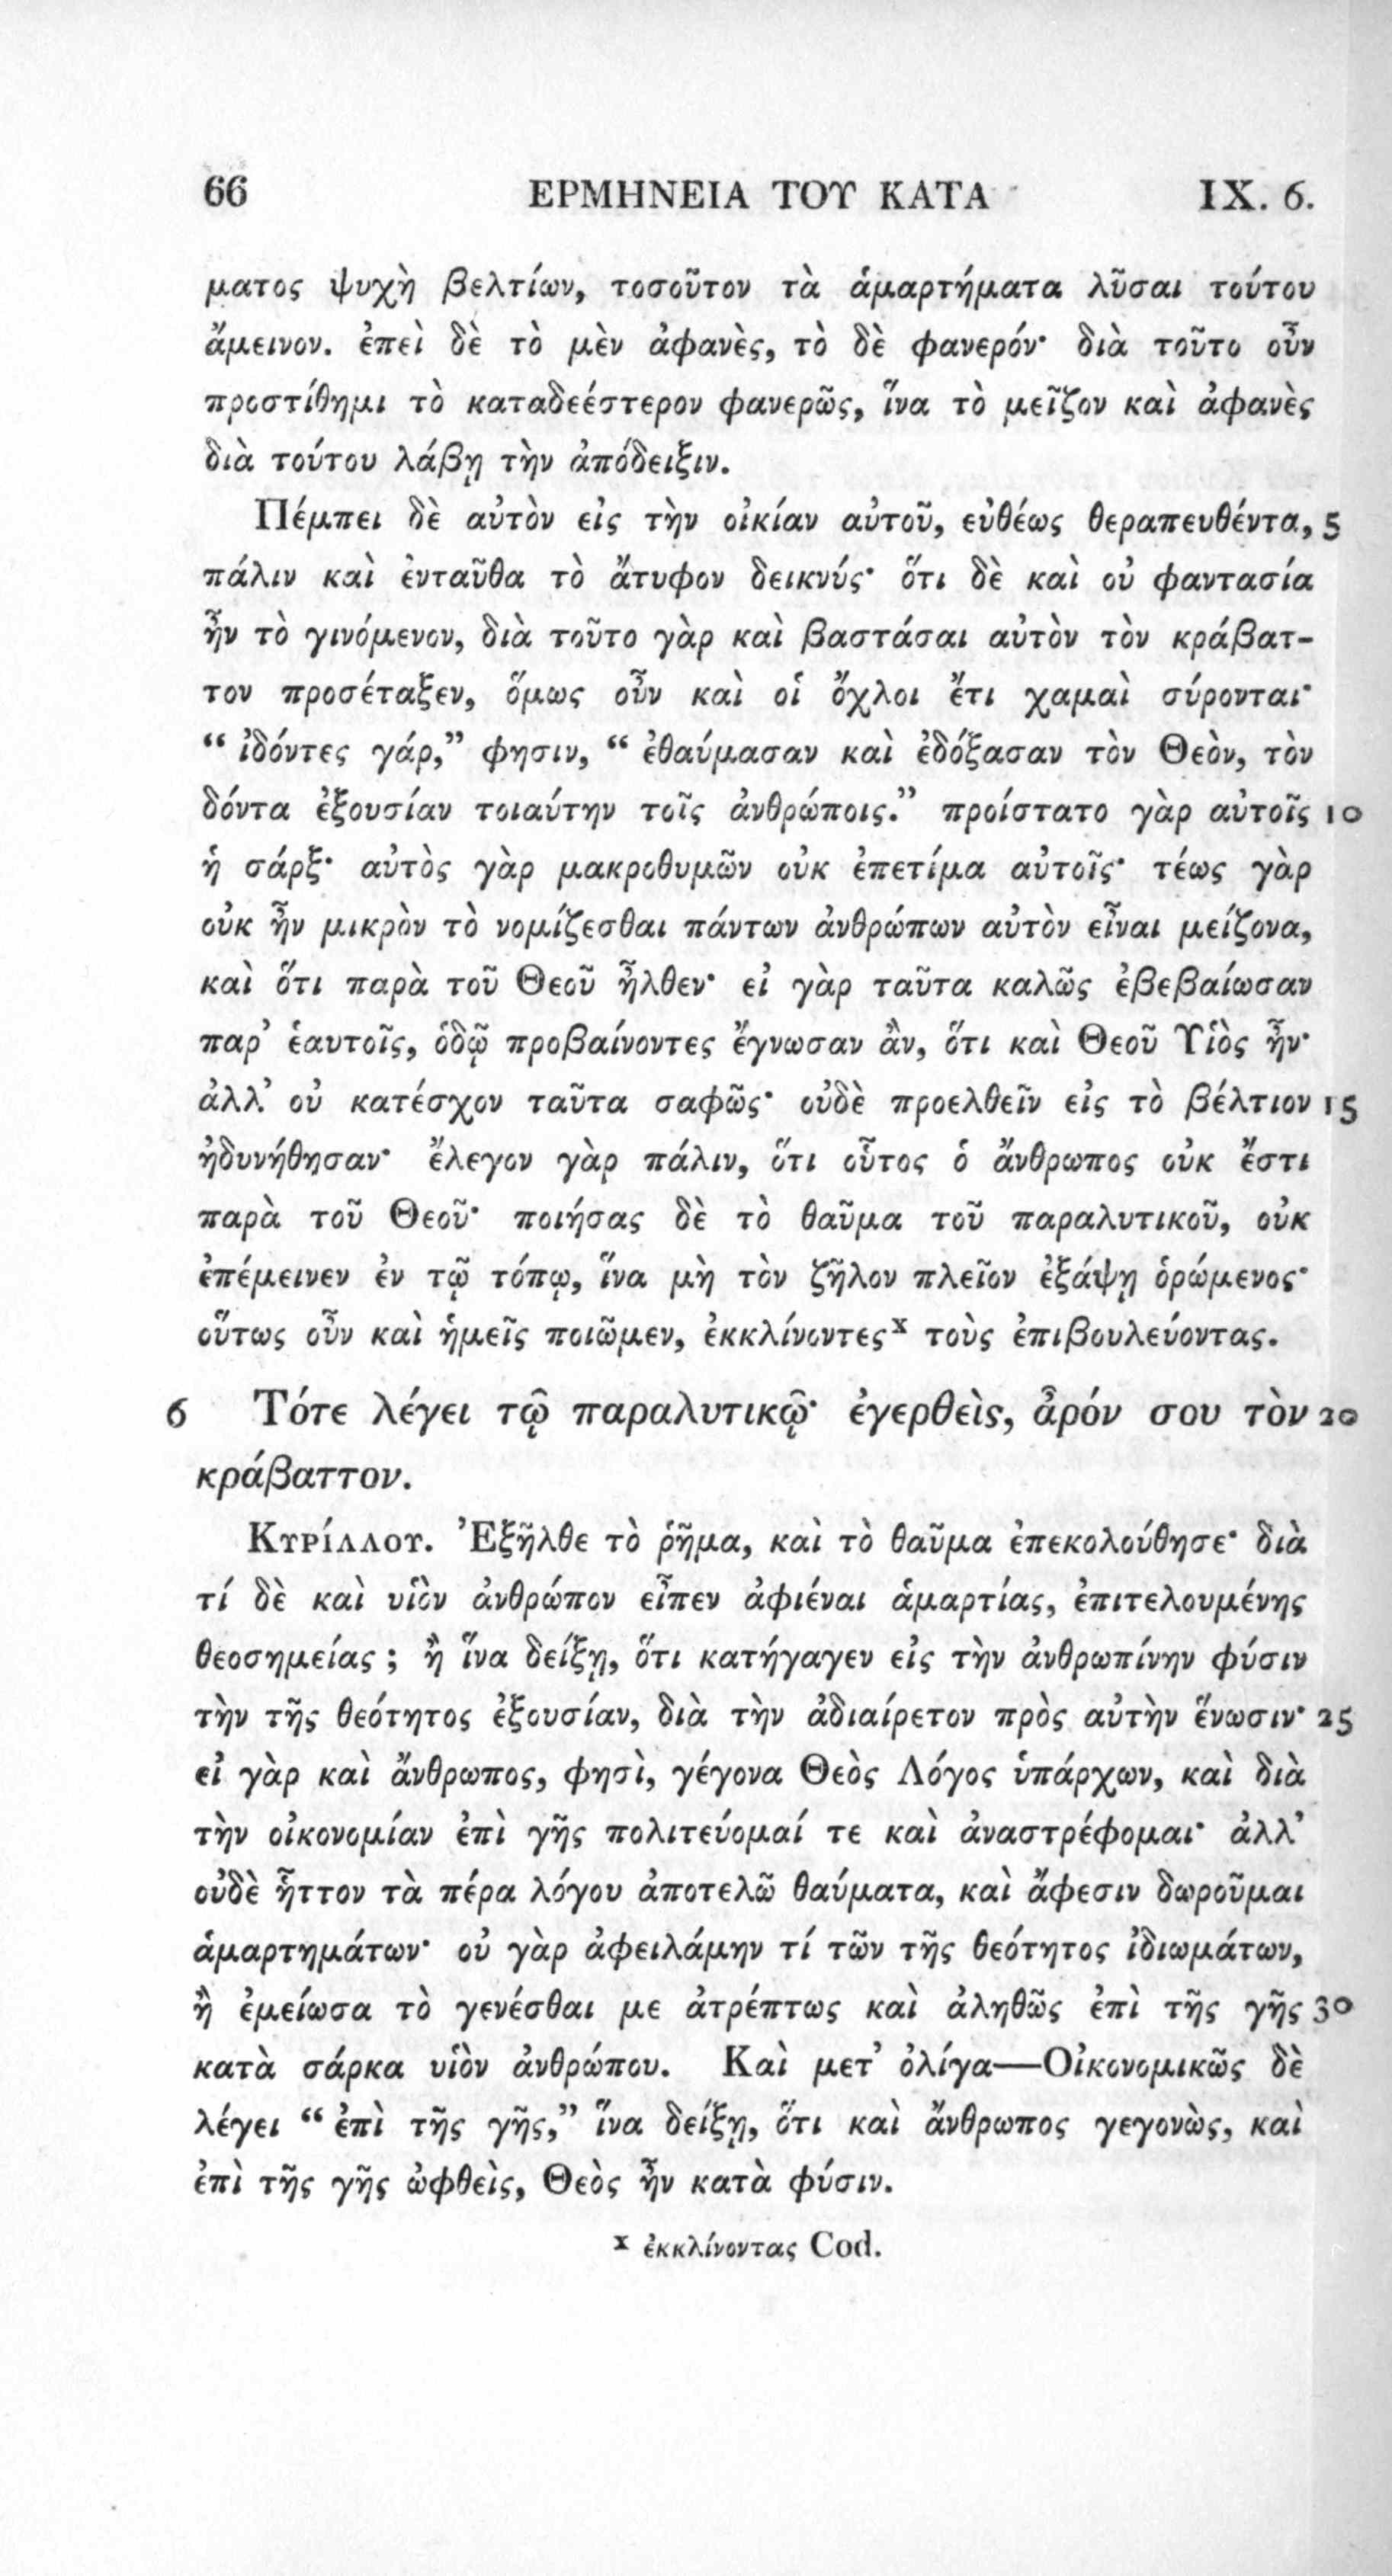 66 ΕΡΜΗΝΕΙΑ ΤΟΥ ΚΑΤΑ IX. 6.
ματος ψυχὴ βελτίων, τοσοῦτον τὰ ἁμαρτήματα λῦσαι τούτου
ἄμεινον. ἐπεὶ δὲ τὸ μὲν ἀφανὲς, τὸ δὲ φανερόν· διὰ τοῦτο οὖν
προστίθημι τὸ καταδεέστερον φανερῶς, ἵνα τὸ μεῖζον καὶ ἀφανὲς
διὰ τούτου λάβῃ τὴν ἀπόδειξιν.
Πέμπει δὲ αὐτὸν εἰς τὴν οἰκίαν αὐτοῦ, εὐθέως θεραπευθέντα, 5
πάλιν καὶ ἐνταῦθα τὸ ἄτυφον δεικνύς· ὅτι δὲ καὶ οὐ φαντασία
ἦν τὸ γινόμενον, διὰ τοῦτο γὰρ καὶ βαστάσαι αὐτὸν τὸν κράβατ-
τον προσέταξεν, ὅμως οὖν καὶ οἱ ὄχλοι ἔτι χαμαὶ σύρονται·
“ ἰδόντες γάρ,” φησιν, “ ἐθαύμασαν καὶ ἐδόξασαν τὸν Θεὸν, τὸν
δόντα ἐξουσίαν τοιαύτην τοῖς ἀνθρώποις.” προίστατο γὰρ αὐτοῖς 10
ἡ σάρξ· αὐτὸς γὰρ μακροθυμῶν οὐκ ἐπετίμα αὐτοῖς· τέως γὰρ
οὐκ ἦν μικρὸν τὸ νομίζεσθαι πάντων ἀνθρώπων αὐτὸν εἶναι μείζονα,
καὶ ὅτι παρὰ τοῦ Θεοῦ ἦλθεν· εἰ γὰρ ταῦτα καλῶς ἐβεβαίωσαν
παρ’ ἑαυτοῖς, ὁδῷ προβαίνοντες ἔγνωσαν ἂν, ὅτι καὶ Θεοῦ Υἱὸς ἦν·
ἀλλ’ οὐ κατέσχον ταῦτα σαφῶς· οὐδὲ προελθεῖν εἰς τὸ βέλτιον 15
ἠδυνήθησαν· ἔλεγον γὰρ πάλιν, ὅτι οὗτος ὁ ἄνθρωπος οὐκ ἔστι
παρὰ τοῦ Θεοῦ· ποιήσας δὲ τὸ θαῦμα τοῦ παραλυτικοῦ, οὐκ
ἐπέμεινεν ἐν τῷ τόπῳ, ἵνα μὴ τὸν ζῆλον πλεῖον ἐξάψῃ ὁρώμενος·
οὕτως οὖν καὶ ἡμεῖς ποιῶμεν, ἐκκλίνοντες ˣ τοὺς ἐπιβουλεύοντας.
6 Τότε λέγει τῷ παραλυτικῷ· ἐγερθεὶς, ἆρόν σου τὸν 20
κράβαττον.
ΚΥΡΊΛΛΟΥ. Ἐξῆλθε τὸ ῥῆμα, καὶ τὸ θαῦμα ἐπεκολούθησε· διὰ
τί δὲ καὶ υἱὸν ἀνθρώπον εἶπεν ἀφιέναι ἁμαρτίας, ἐπιτελουμένης
θεοσημείας ; ἢ ἵνα δείξῃ, ὅτι κατήγαγεν εἰς τὴν ἀνθρωπίνην φύσιν
τὴν τῆς θεότητος ἐξουσίαν, διὰ τὴν ἀδιαίρετον πρὸς αὐτὴν ἕνωσιν· 25
εἰ γὰρ καὶ ἄνθρωπος, φησὶ, γέγονα Θεὸς Λόγος ὑπάρχων, καὶ διὰ
τὴν οἰκονομίαν ἐπὶ γῆς πολιτεύομαί τε καὶ ἀναστρέφομαι· ἀλλ’
οὐδὲ ἧττον τὰ πέρα λόγου ἀποτελῶ θαύματα, καὶ ἄφεσιν δωροῦμαι
ἁμαρτημάτων· οὐ γὰρ ἀφειλάμην τί τῶν τῆς θεότητος ἰδιωμάτων,
ἢ ἐμείωσα τὸ γενέσθαι με ἀτρέπτως καὶ ἀληθῶς ἐπὶ τῆς γῆς 30
κατὰ σάρκα υἱὸν ἀνθρώπου. Καὶ μετ’ ὀλίγα—Οἰκονομικῶς δὲ
λέγει “ ἐπὶ τῆς γῆς,” ἵνα δείξῃ, ὅτι καὶ ἄνθρωπος γεγονὼς, καὶ
ἐπὶ τῆς γῆς ὠφθεὶς, Θεὸς ἦν κατὰ φύσιν.
ˣ ἐκκλίνοντας Cod.